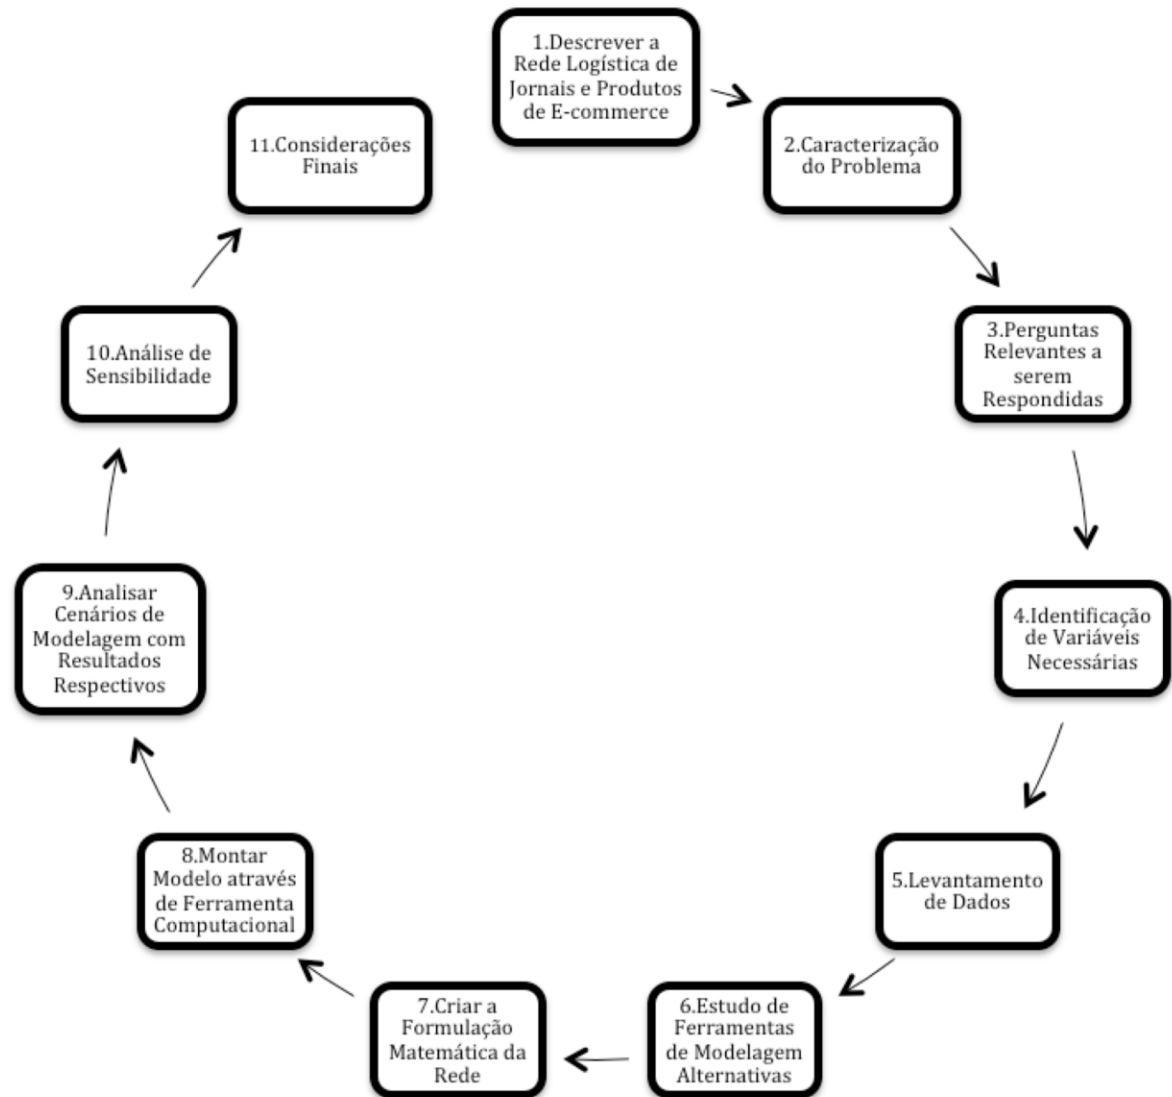 1.Descrever a
Rede Logística de
Jornais e Produtos
de E-commerce
2.Caracterização
do Problema
3.Perguntas
Relevantes a
serem
Respondidas
4.Identificação
de Variáveis
Necessárias
5.Levantamento
de Dados
6.Estudo de
Ferramentas
de Modelagem
Alternativas
7.Criar a
Formulação
Matemática da
Rede
8.Montar
Modelo através
de Ferramenta
Computacional
9.Analisar
Cenários de
Modelagem com
Resultados
Respectivos
10.Análise de
Sensibilidade
11.Considerações
Finais